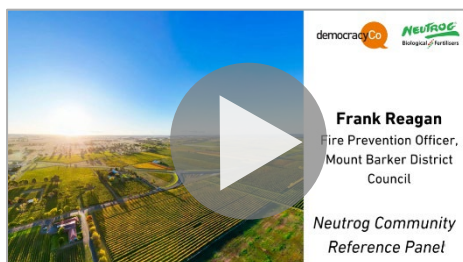 democracyCo
NEUTROG
Biological Fertilisers
Frank Reagan
Fire Prevention Officer,
Mount Barker District
Council
Neutrog Community
Reference Panel